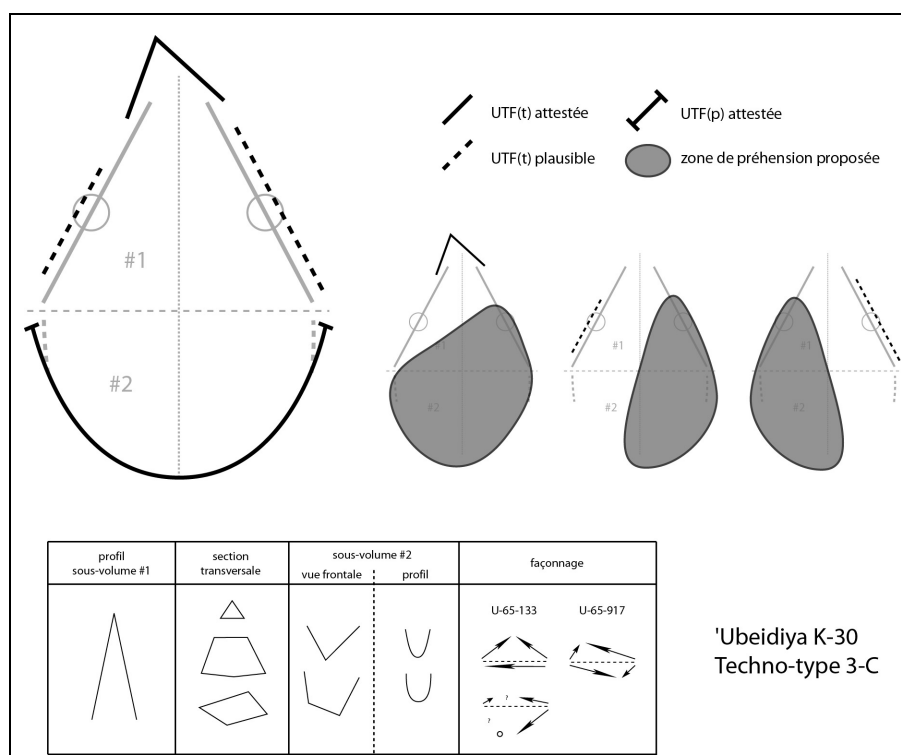 UTF(t) attestée
UTF(p) attestée
UTF(t) plausible
zone de préhension proposée
#1
#2
#1
#2
#1
#2
#1
#2
profil
sous-volume #1
section
transversale
sous-volume #2
vue frontale
profil
façonnage
U-65-133
U-65-917
?
?
'Ubeidiya K-30
Techno-type 3-C